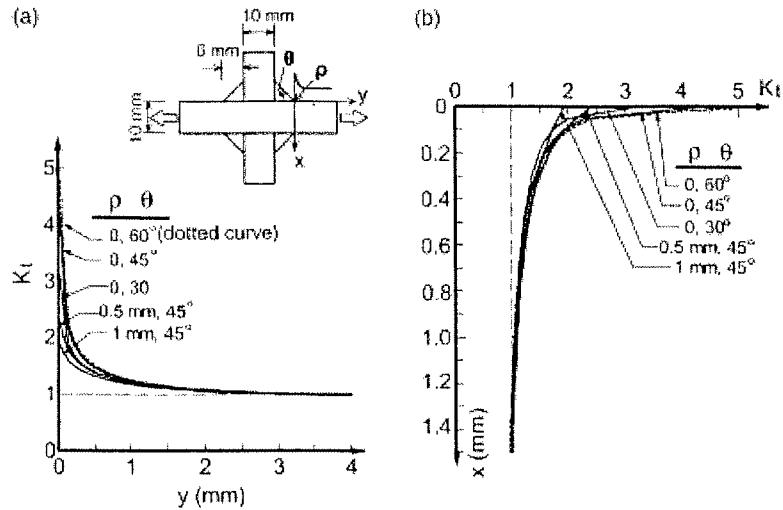 (a)
10 mm
6 mm
θ
ρ
y
10 mm
x
5
4
3
2
1
0
Kt
ρ θ
0, 60° (dotted curve)
0, 45°
0, 30
0.5 mm, 45°
1 mm, 45°
0 1 2 3 4
y (mm)
(b)
0 1 2 3 4 5 Kt
0
0.2
0.4
0.6
0.8
1.0
1.2
1,4
x (mm)
ρ θ
0, 60°
0, 45°
0, 30°
0.5 mm, 45°
1 mm, 45°